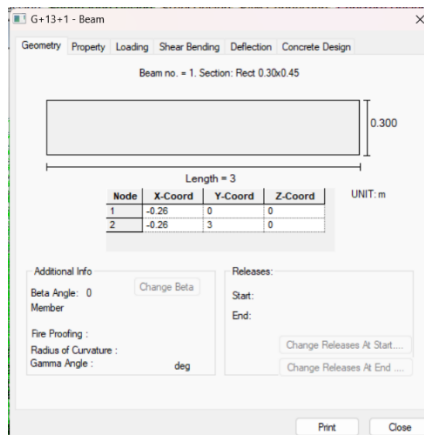 G+13+1 - Beam
Geometry Property Loading Shear Bending Deflection Concrete Design
Beam no. = 1. Section: Rect 0.30x0.45
0.300
Length = 3
UNIT: m
Node X-Coord Y-Coord Z-Coord
1 -0.26 0 0
2 -0.26 3 0
Additional Info
Beta Angle: 0
Change Beta
Member
Fire Proofing :
Radius of Curvature :
Gamma Angle :
deg
Releases:
Start:
End:
Change Releases At Start....
Change Releases At End ....
Print Close